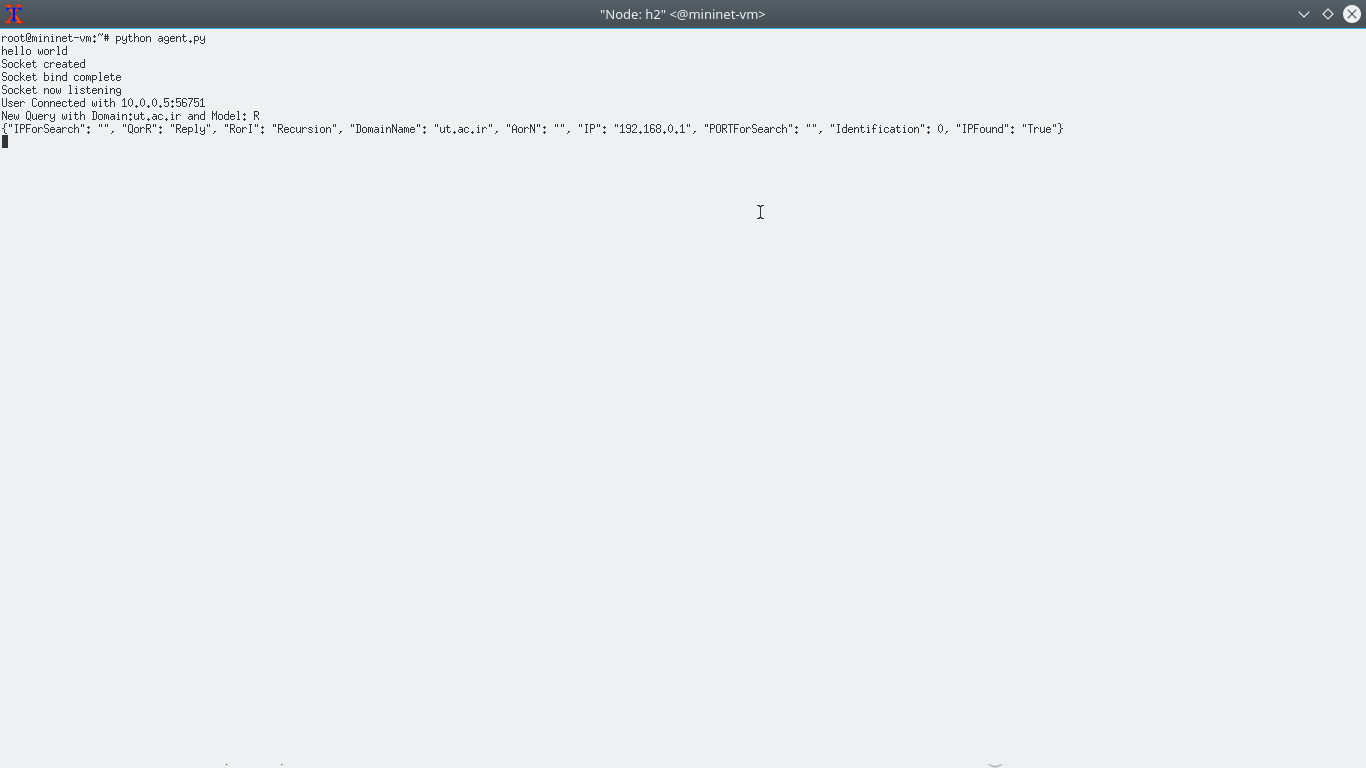 "Node: h2" <@mininet-vm>
root@mininet-vm:~# python agent.py
hello world
Socket created
Socket bind complete
Socket now listening
User Connected with 10.0.0.5:56751
New Query with Domain:ut.ac.ir and Model: R
{"IPForSearch": "", "QorR": "Reply", "RorI": "Recursion", "DomainName": "ut.ac.ir", "AorN": "", "IP": "192.168.0.1", "PORTForSearch": "", "Identification": 0, "IPFound": "True"}